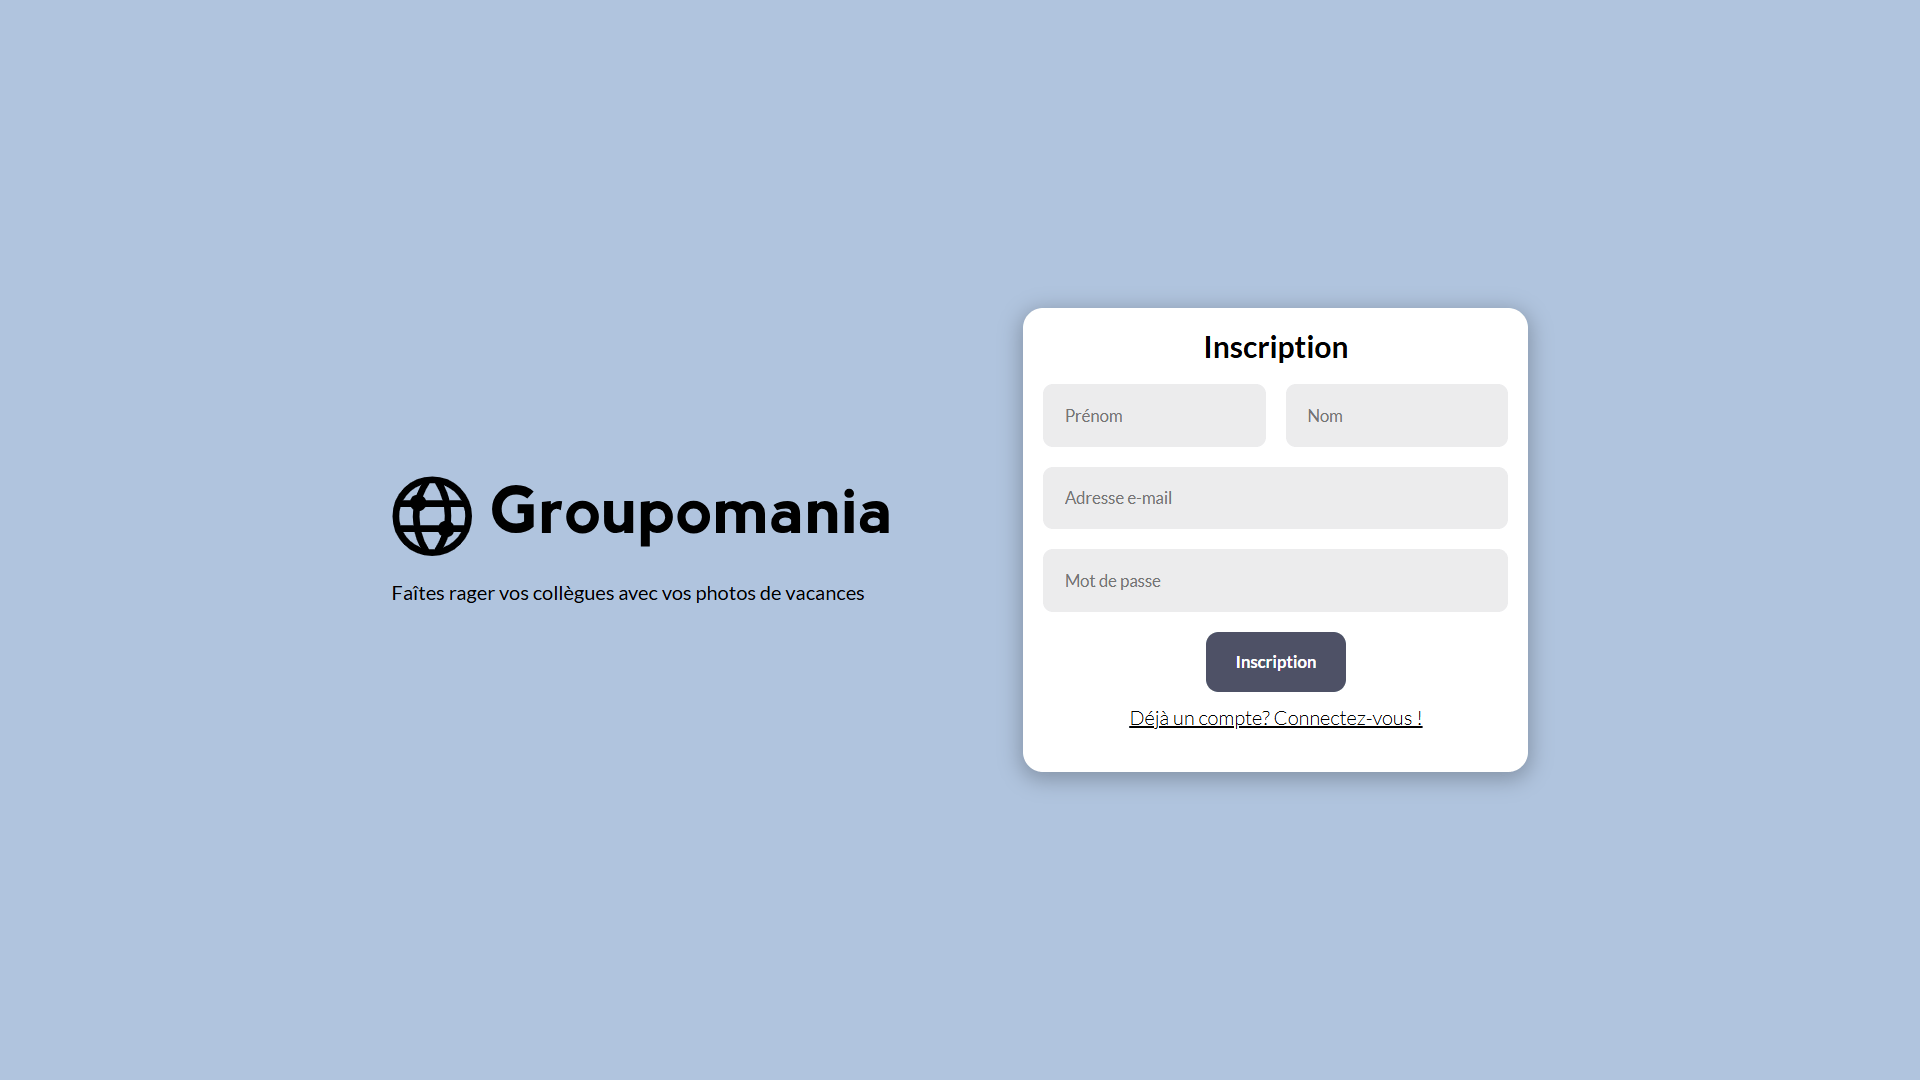 Groupomania
Faîtes rager vos collègues avec vos photos de vacances
Inscription
Prénom
Nom
Adresse e-mail
Mot de passe
Inscription
Déjà un compte? Connectez-vous !